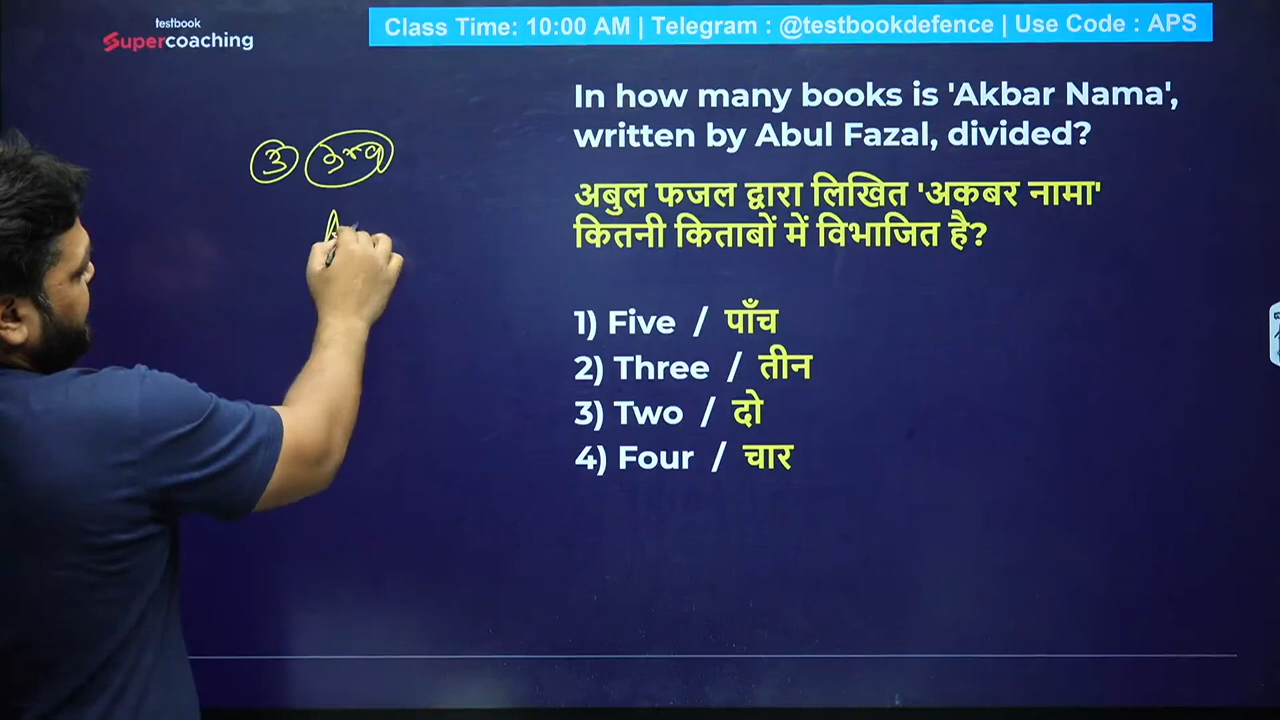 testbook
Supercoaching
Class Time: 10:00 AM | Telegram : @testbookdefence | Use Code : APS
In how many books is 'Akbar Nama',
written by Abul Fazal, divided?
अबुल फजल द्वारा लिखित 'अकबर नामा'
कितनी किताबों में विभाजित है?
1) Five / पाँच
2) Three / तीन
3) Two / दो
4) Four / चार